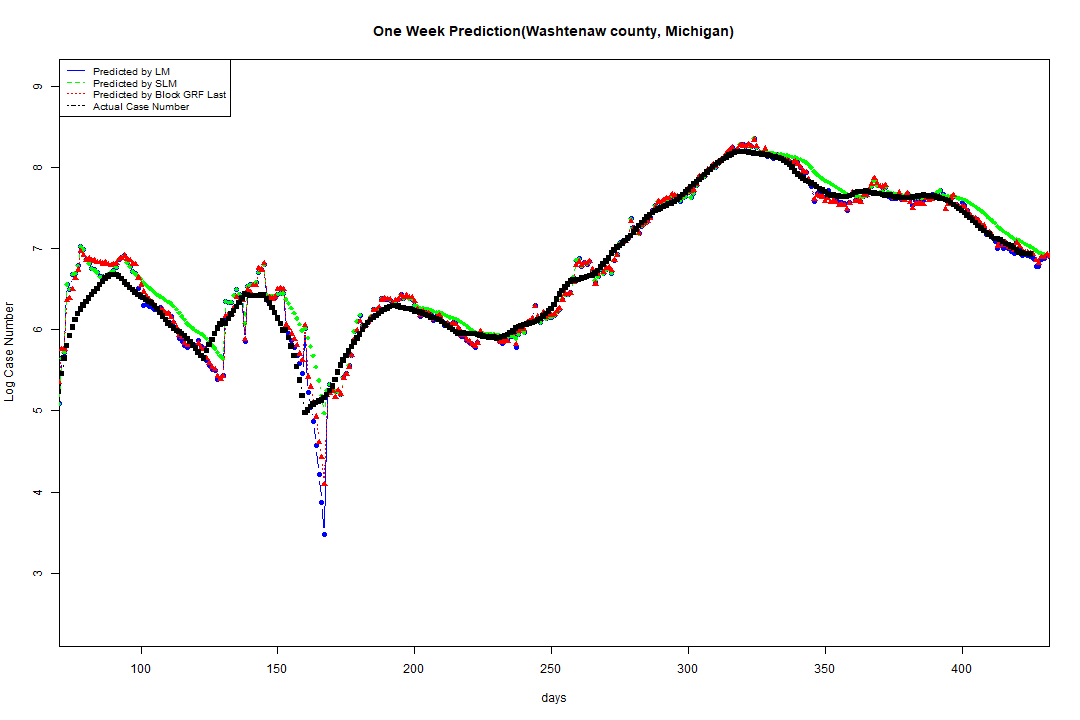 One Week Prediction(Washtenaw county, Michigan)
Predicted by LM
Predicted by SLM
Predicted by Block GRF Last
Actual Case Number
Log Case Number
9
8
7
6
5
4
3
100 150 200 250 300 350 400
days